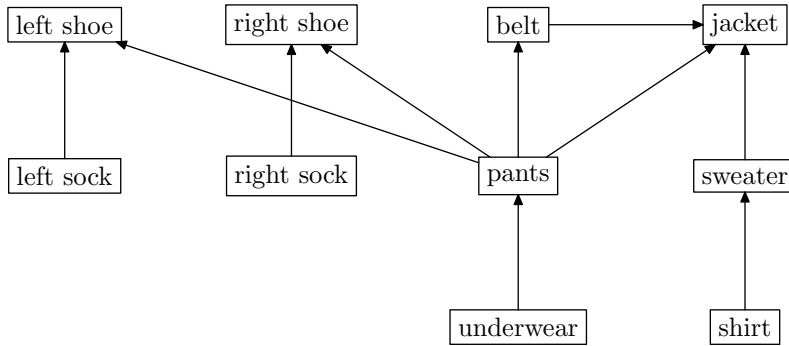 left shoe
right shoe
belt
jacket
left sock
right sock
pants
sweater
underwear
shirt